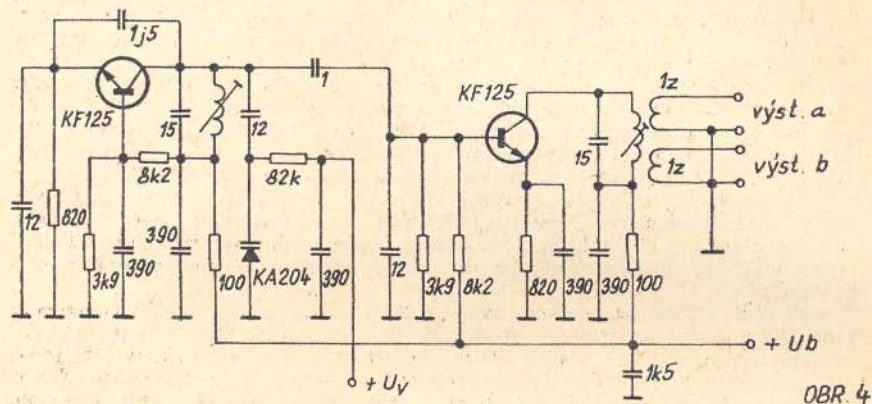 1j5
KF125
15
12
1
KF125
15
1z
výst. a
1z
výst. b
8k2
82k
12
820
3k9
390
390
100
KA204
390
12
3k9
8k2
820
390
390
100
+ Ub
1k5
+ Uv
OBR. 4